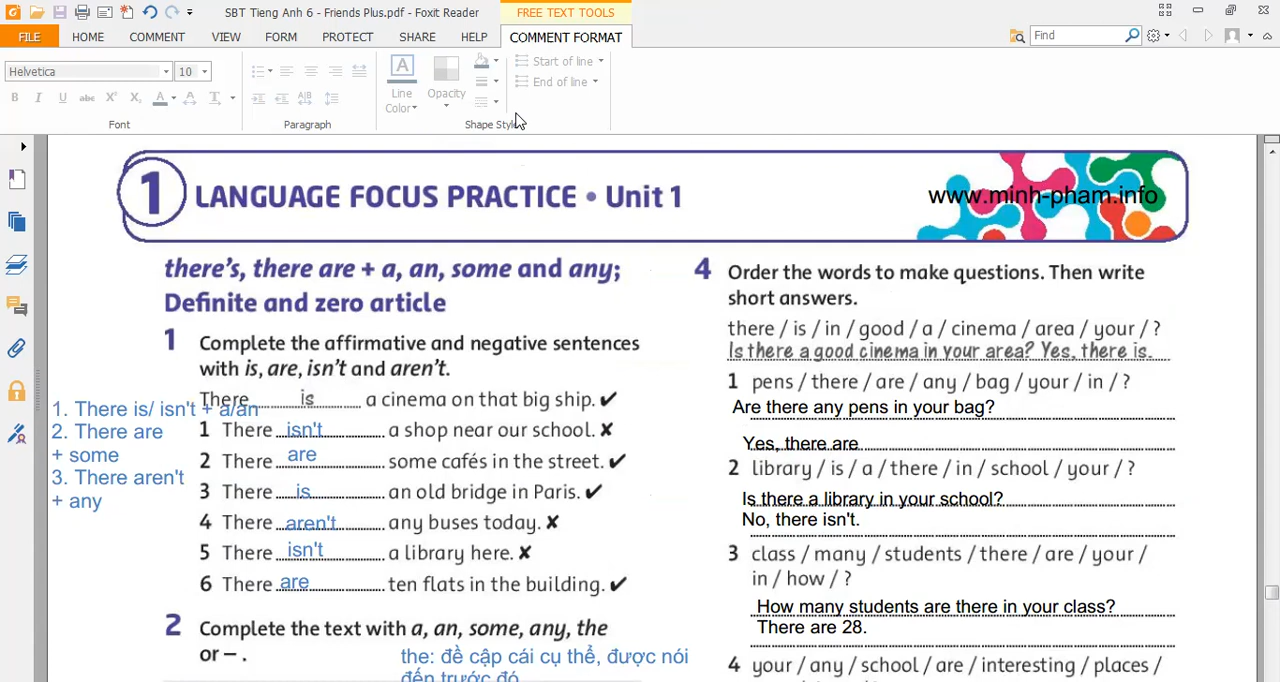 SBT Tieng Anh 6 - Friends Plus.pdf - Foxit Reader
FREE TEXT TOOLS
FILE HOME COMMENT VIEW FORM PROTECT SHARE HELP COMMENT FORMAT
Find
Helvetica 10
Start of line
End of line
Line Color
Opacity
Font Paragraph Shape Style
1 LANGUAGE FOCUS PRACTICE • Unit 1
www.minh-pham.info
there's, there are + a, an, some and any;
Definite and zero article
1 Complete the affirmative and negative sentences
with is, are, isn't and aren't.
There is a cinema on that big ship. ✔
1 There isn't a shop near our school. ✘
2 There are some cafés in the street. ✔
3 There is an old bridge in Paris. ✔
4 There aren't any buses today. ✘
5 There isn't a library here. ✘
6 There are ten flats in the building. ✔
1. There is/ isn't + a/an
2. There are
+ some
3. There aren't
+ any
2 Complete the text with a, an, some, any, the
or – .
the: đề cập cái cụ thể, được nói
đến trước đó
4 Order the words to make questions. Then write
short answers.
there / is / in / good / a / cinema / area / your / ?
Is there a good cinema in your area? Yes, there is.
1 pens / there / are / any / bag / your / in / ?
Are there any pens in your bag?
Yes, there are
2 library / is / a / there / in / school / your / ?
Is there a library in your school?
No, there isn't.
3 class / many / students / there / are / your /
in / how / ?
How many students are there in your class?
There are 28.
4 your / any / school / are / interesting / places /